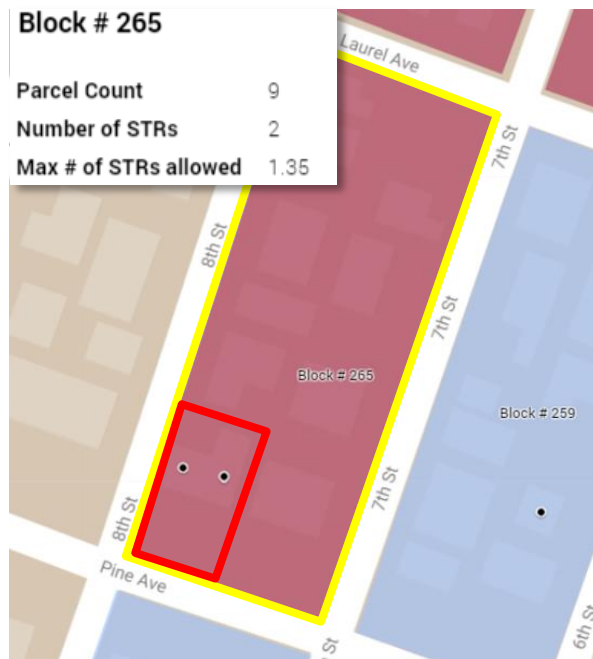 Block # 265
Parcel Count 9
Number of STRs 2
Max # of STRs allowed 1.35
Laurel Ave
7th St
8th St
7th St
Block # 265
Block # 259
7th St
8th St
Pine Ave
6th St
St